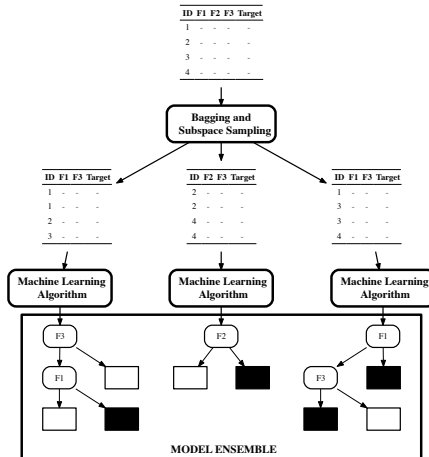 ID F1 F2 F3 Target
1 - - - -
2 - - - -
3 - - - -
4 - - - -
Bagging and
Subspace Sampling
ID F1 F3 Target
1 - - -
1 - - -
2 - - -
3 - - -
ID F2 F3 Target
2 - - -
2 - - -
4 - - -
4 - - -
ID F1 F3 Target
1 - - -
3 - - -
3 - - -
4 - - -
Machine Learning
Algorithm
Machine Learning
Algorithm
Machine Learning
Algorithm
F3
F2
F1
F1
F3
MODEL ENSEMBLE